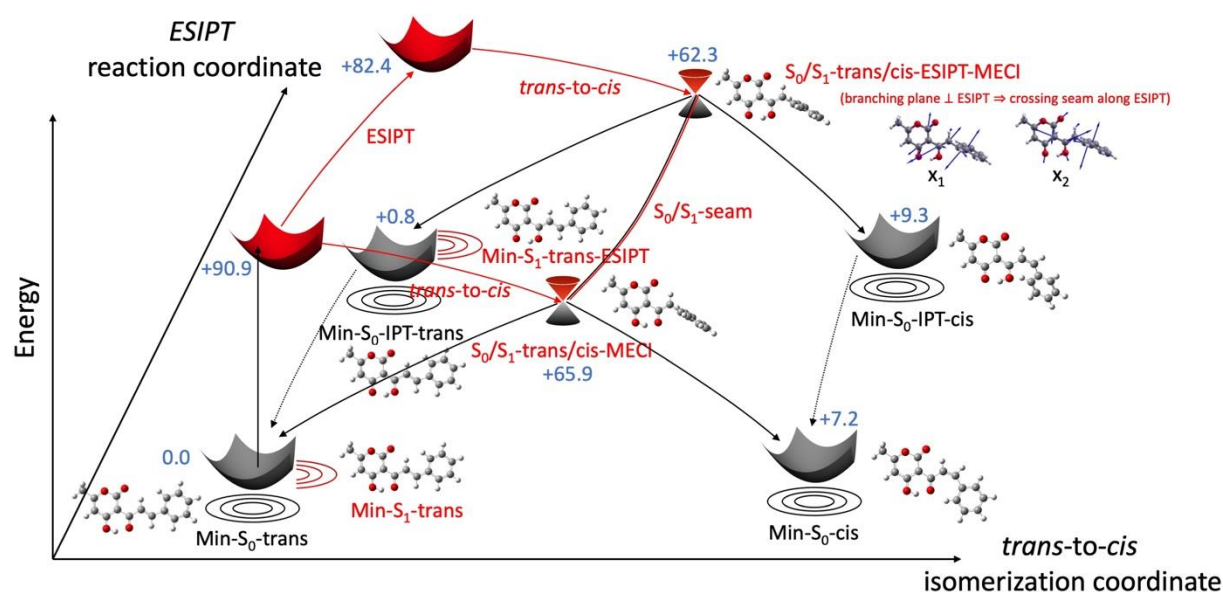 ESIPT
reaction coordinate
+82.4
+62.3
S₀/S₁-trans/cis-ESIPT-MECI
(branching plane ⊥ ESIPT ⇒ crossing seam along ESIPT)
trans-to-cis
ESIPT
x₁
x₂
+0.8
S₀/S₁-seam
+9.3
Min-S₁-trans-ESIPT
+90.9
trans-to-cis
Energy
Min-S₀-IPT-trans
Min-S₀-IPT-cis
S₀/S₁-trans/cis-MECI
+65.9
+7.2
0.0
Min-S₁-trans
Min-S₀-trans
Min-S₀-cis
trans-to-cis
isomerization coordinate